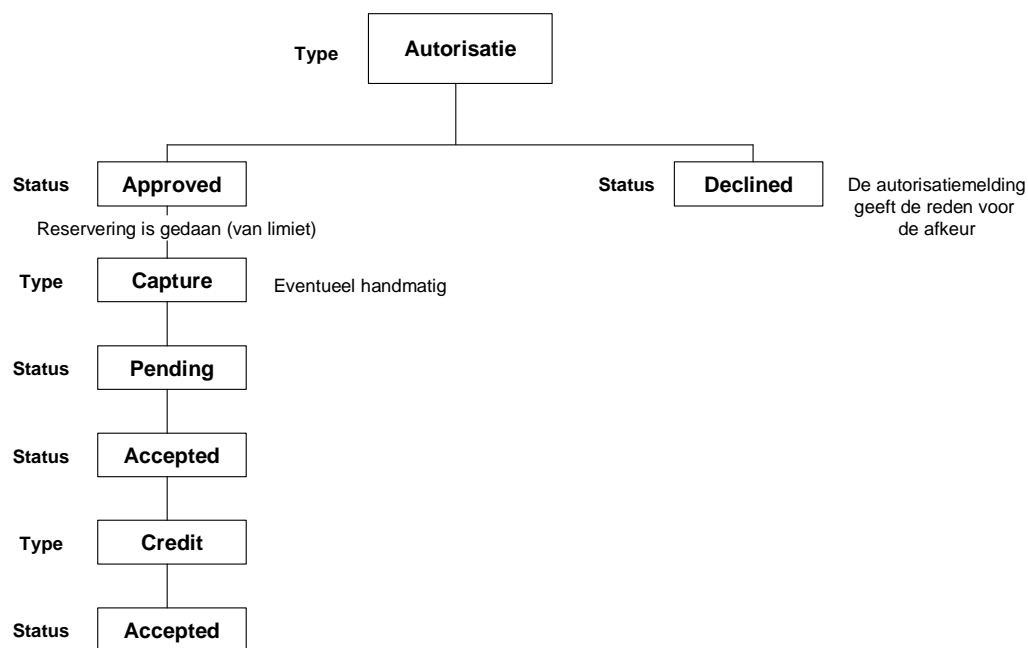 Type Autorisatie
Status Approved Status Declined De autorisatiemelding
geeft de reden voor
de afkeur
Reservering is gedaan (van limiet)
Type Capture Eventueel handmatig
Status Pending
Status Accepted
Type Credit
Status Accepted